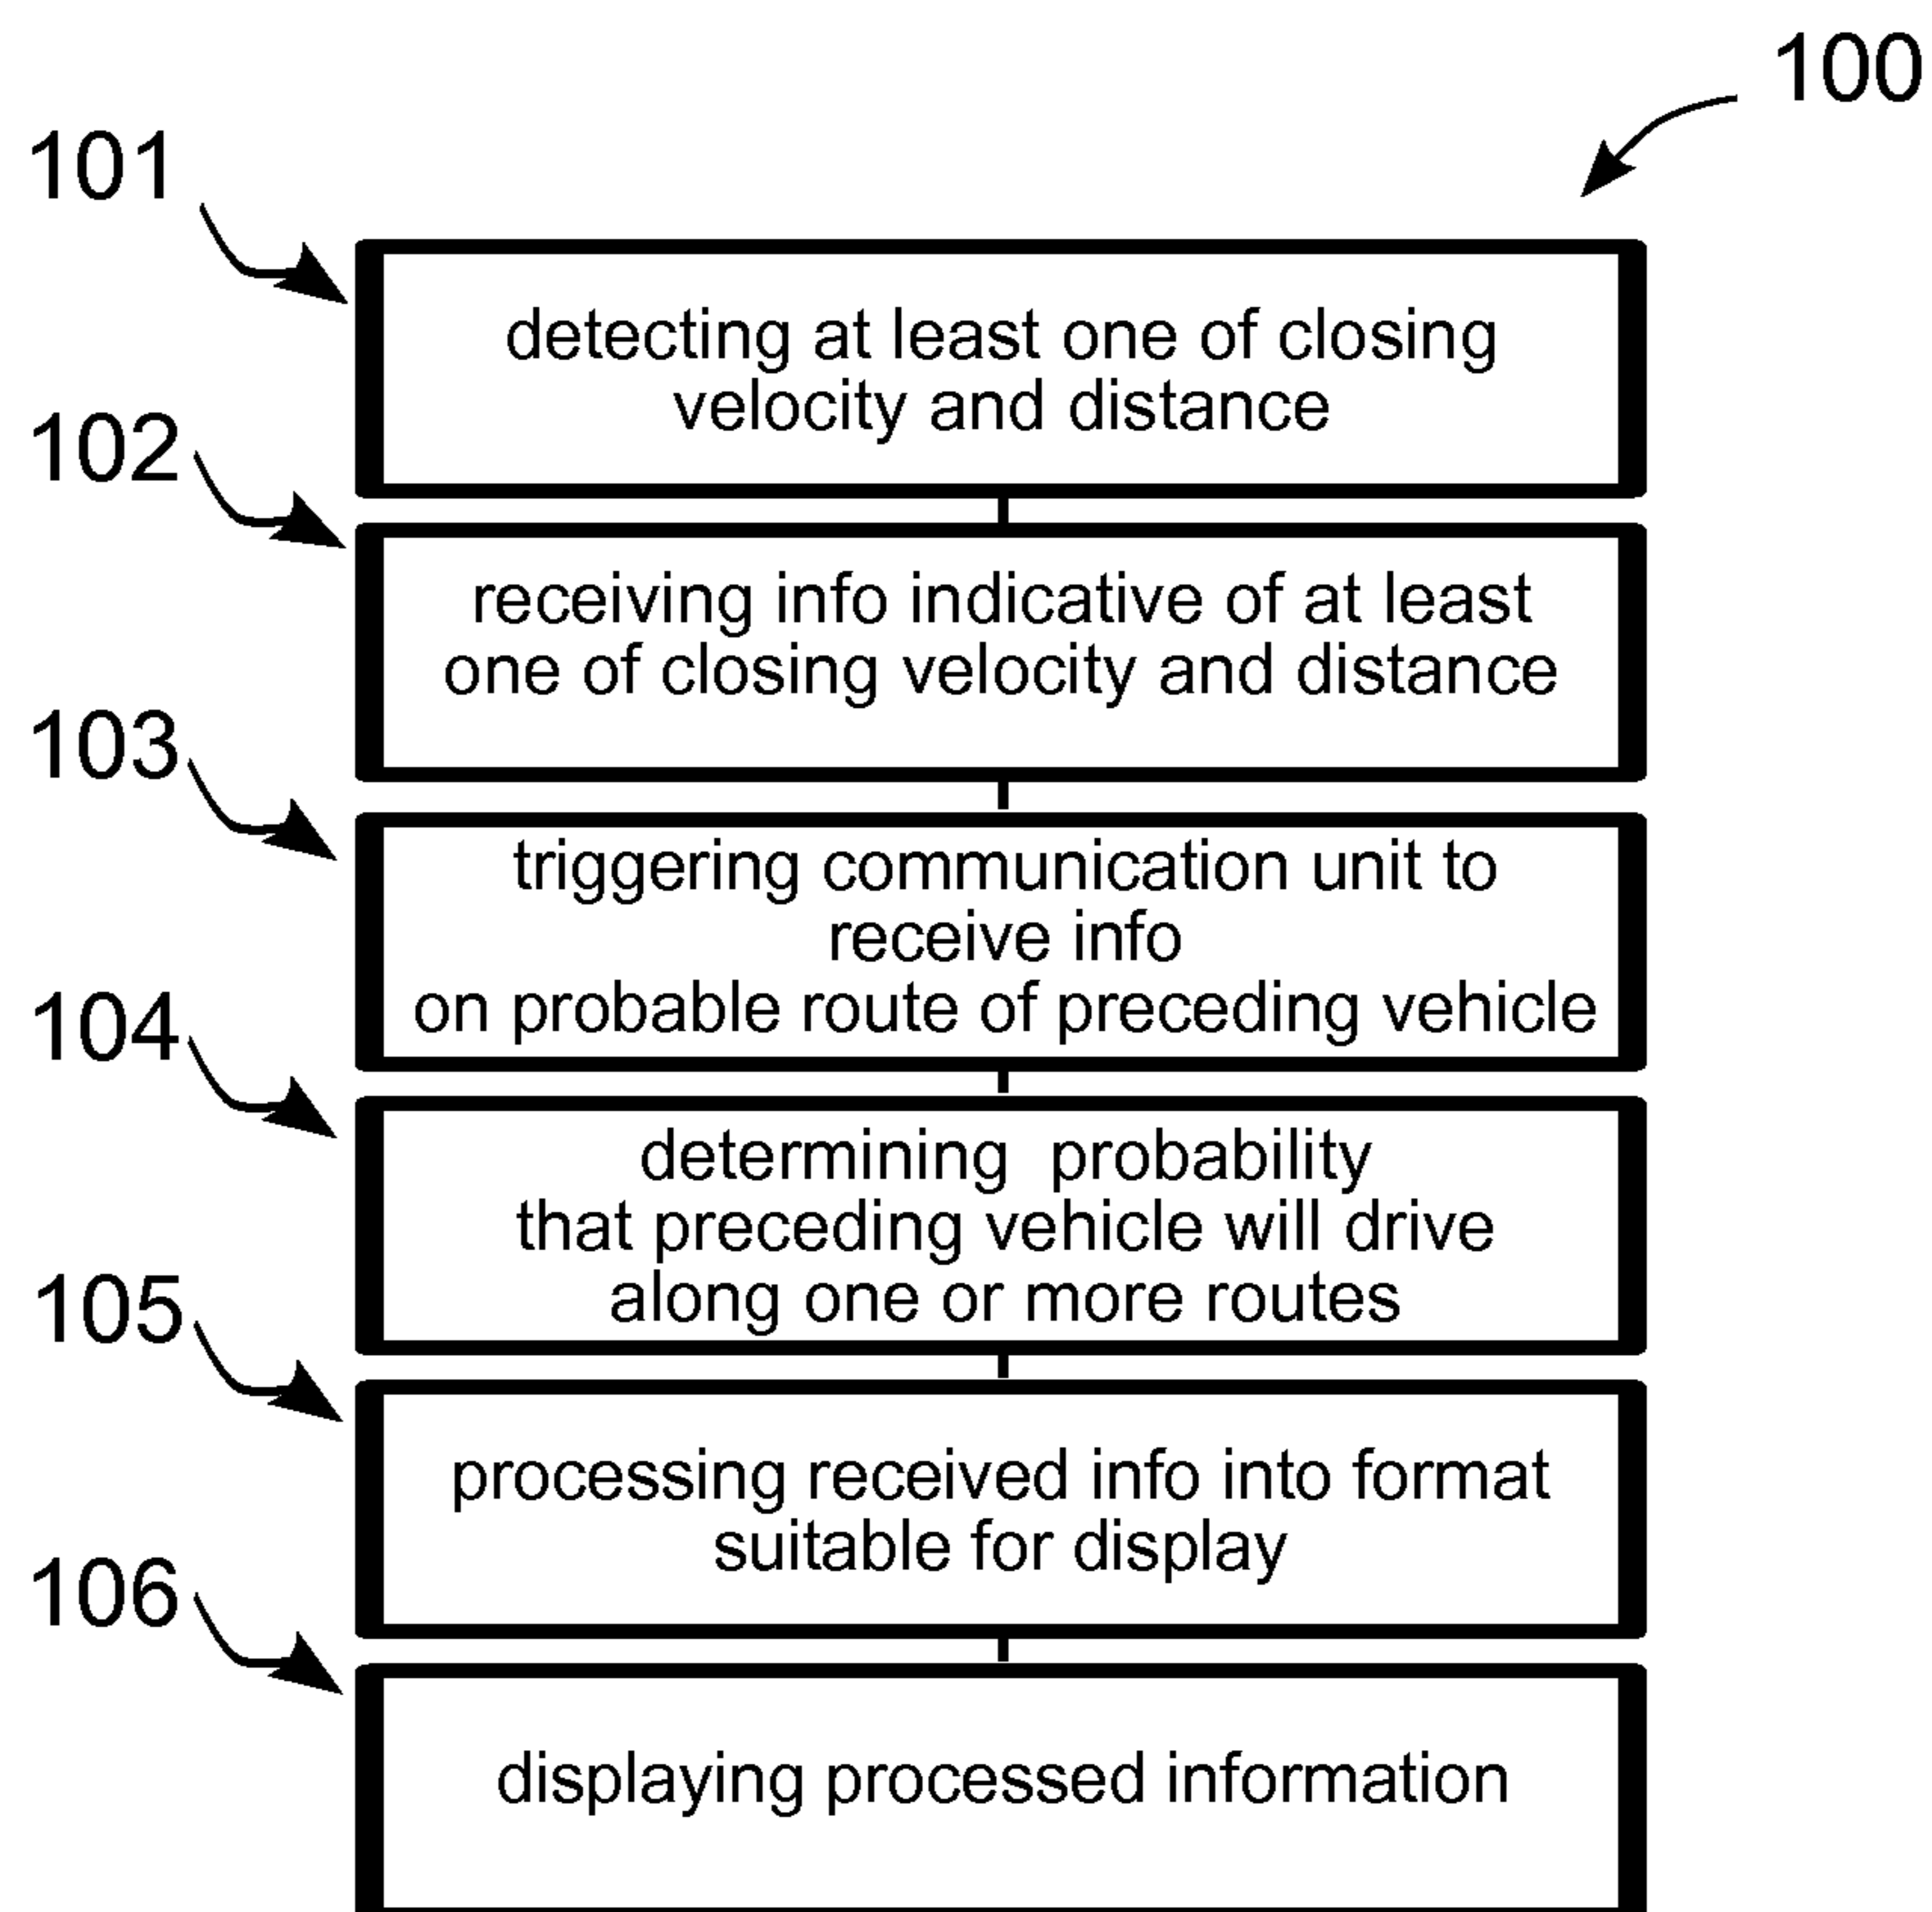 100
101
detecting at least one of closing
velocity and distance
102
receiving info indicative of at least
one of closing velocity and distance
103
triggering communication unit to
receive info
on probable route of preceding vehicle
104
determining probability
that preceding vehicle will drive
along one or more routes
105
processing received info into format
suitable for display
106
displaying processed information